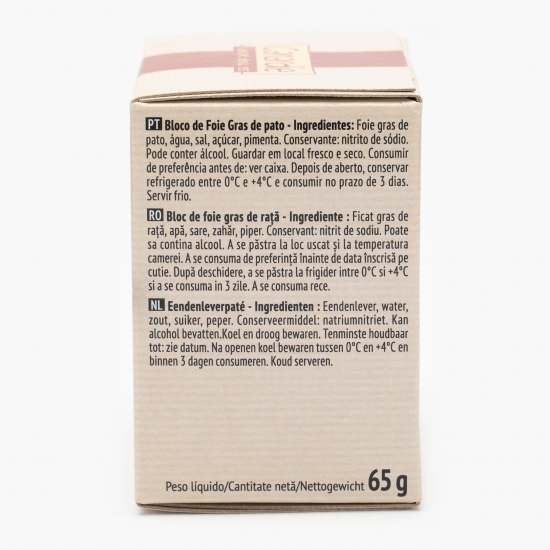 PT Bloco de Foie Gras de pato - Ingredientes: Foie gras de
pato, água, sal, açúcar, pimenta. Conservante: nitrito de sódio.
Pode conter álcool. Guardar em local fresco e seco. Consumir
de preferência antes de: ver caixa. Depois de aberto, conservar
refrigerado entre 0°C e +4°C e consumir no prazo de 3 dias.
Servir frio.
RO Bloc de foie gras de rață - Ingrediente : Ficat gras de
rață, apă, sare, zahăr, piper. Conservant: nitrit de sodiu. Poate
sa contina alcool. A se păstra la loc uscat și la temperatura
camerei. A se consuma de preferință înainte de data înscrisă pe
cutie. După deschidere, a se păstra la frigider intre 0°C si +4°C
si a se consuma in 3 zile. A se consuma rece.
NL Eendenleverpaté - Ingredienten : Eendenlever, water,
zout, suiker, peper. Conserveermiddel: natriumnitriet. Kan
alcohol bevatten.Koel en droog bewaren. Tenminste houdbaar
tot: zie datum. Na openen koel bewaren tussen 0°C en +4°C en
binnen 3 dagen consumeren. Koud serveren.
Peso líquido/Cantitate netă/Nettogewicht 65 g